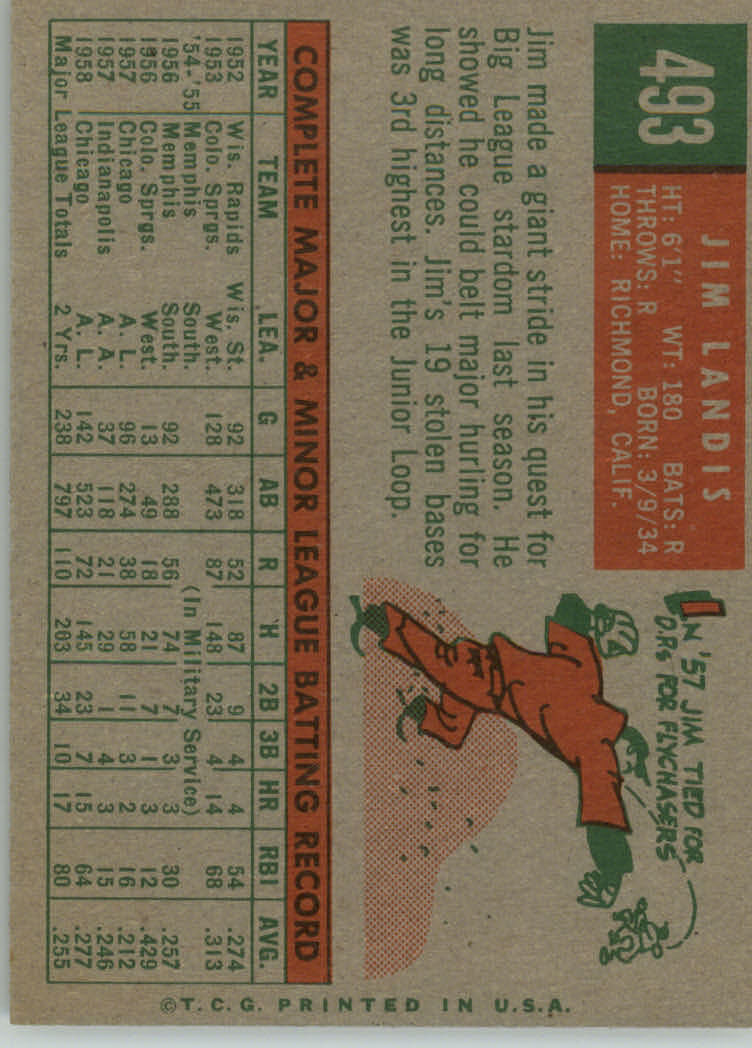 493
JIM LANDIS
HT: 6'1" WT: 180 BATS: R
THROWS: R BORN: 3/9/34
HOME: RICHMOND, CALIF.
Jim made a giant stride in his quest for
Big League stardom last season. He
showed he could belt major hurling for
long distances. Jim's 19 stolen bases
was 3rd highest in the Junior Loop.
IN '57 JIM TIED FOR
D.P.s FOR FLYCHASERS
COMPLETE MAJOR & MINOR LEAGUE BATTING RECORD
YEAR TEAM LEA. G AB R H 2B 3B HR RBI AVG.
1952 Wis. Rapids Wis. St. 92 318 52 87 9 4 4 54 .274
1953 Colo. Sprgs. West. 128 473 87 148 23 4 14 68 .313
'54-'55 Memphis South. (In Military Service)
1956 Memphis South. 92 288 56 74 7 3 3 30 .257
1956 Colo. Sprgs. West. 13 49 18 21 7 1 3 12 .429
1957 Chicago A. L. 96 274 38 58 11 3 2 16 .212
1957 Indianapolis A. A. 37 118 21 29 1 4 3 15 .246
1958 Chicago A. L. 142 523 72 145 23 7 15 64 .277
Major League Totals 2 Yrs. 238 797 110 203 34 10 17 80 .255
©T.C.G. PRINTED IN U.S.A.